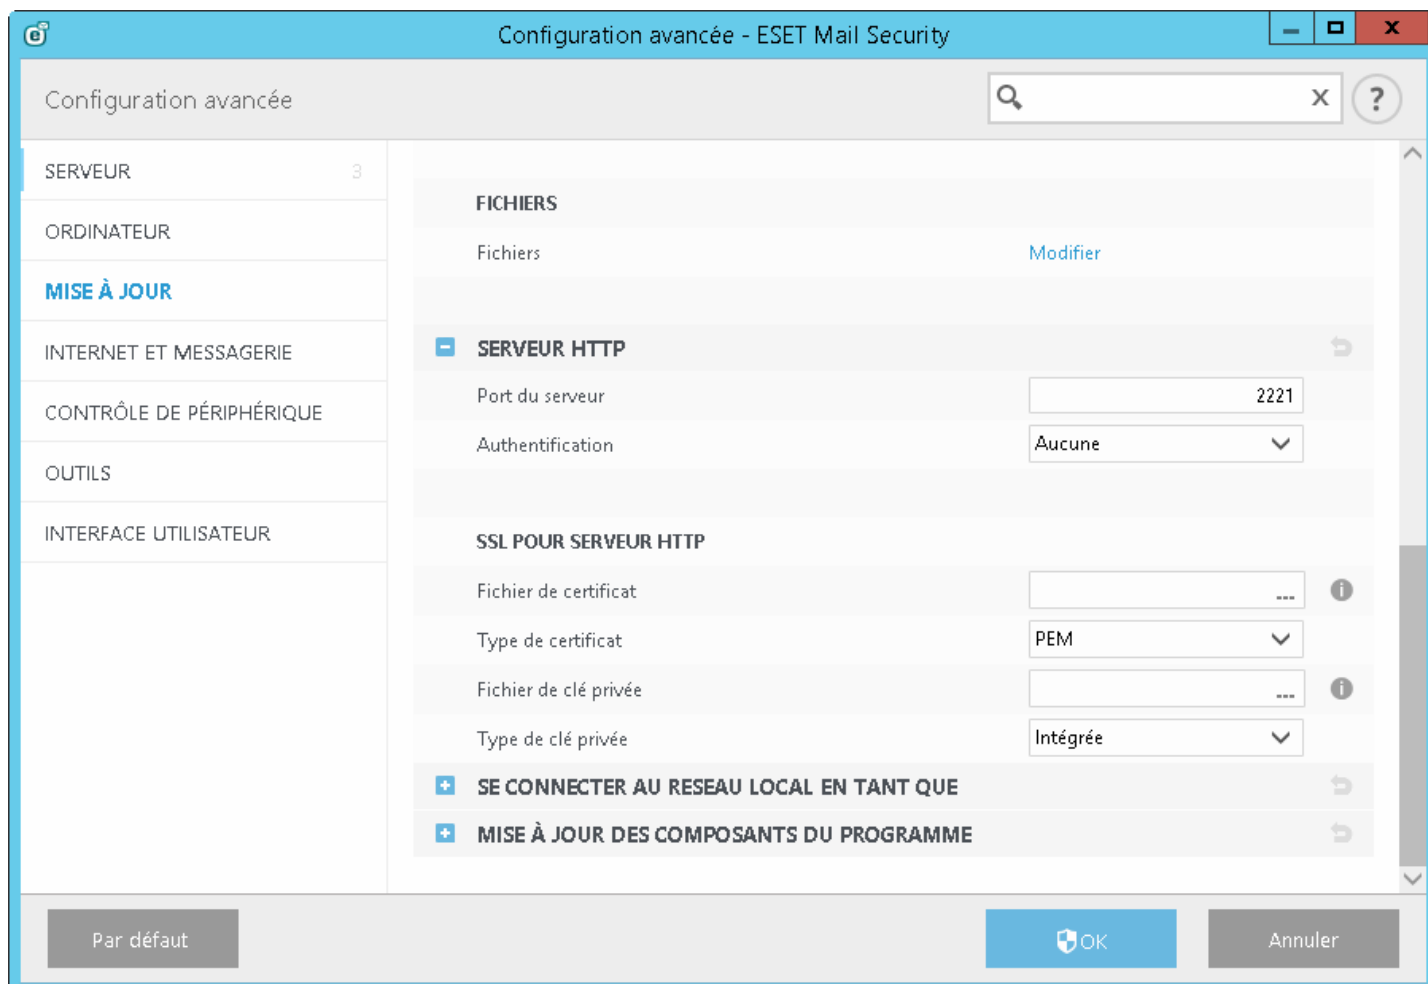 Configuration avancée - ESET Mail Security
Configuration avancée
X
?
SERVEUR 3
ORDINATEUR
MISE À JOUR
INTERNET ET MESSAGERIE
CONTRÔLE DE PÉRIPHÉRIQUE
OUTILS
INTERFACE UTILISATEUR
FICHIERS
Fichiers Modifier
SERVEUR HTTP
Port du serveur 2221
Authentification Aucune
SSL POUR SERVEUR HTTP
Fichier de certificat ...
Type de certificat PEM
Fichier de clé privée ...
Type de clé privée Intégrée
SE CONNECTER AU RESEAU LOCAL EN TANT QUE
MISE À JOUR DES COMPOSANTS DU PROGRAMME
Par défaut
OK
Annuler